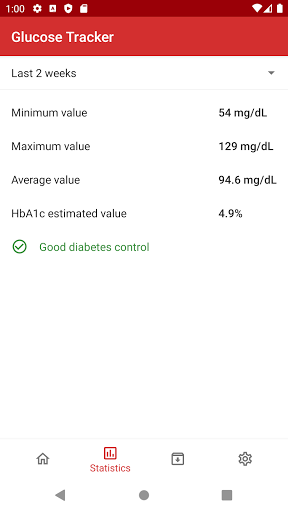 1:00
Glucose Tracker
Last 2 weeks
Minimum value 54 mg/dL
Maximum value 129 mg/dL
Average value 94.6 mg/dL
HbA1c estimated value 4.9%
Good diabetes control
Statistics